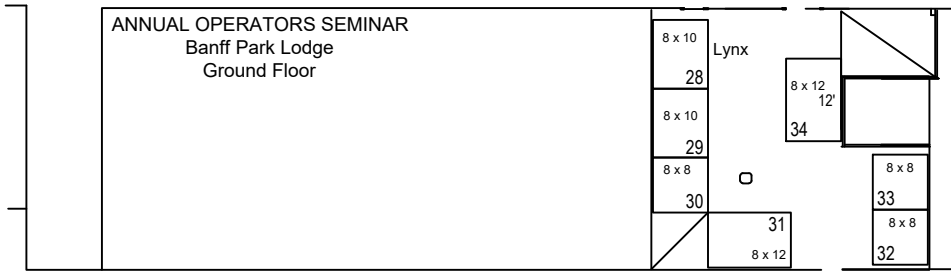 ANNUAL OPERATORS SEMINAR
Banff Park Lodge
Ground Floor
8 x 10
28
Lynx
8 x 10
29
8 x 8
30
31
8 x 12
8 x 12
12'
34
8 x 8
33
8 x 8
32